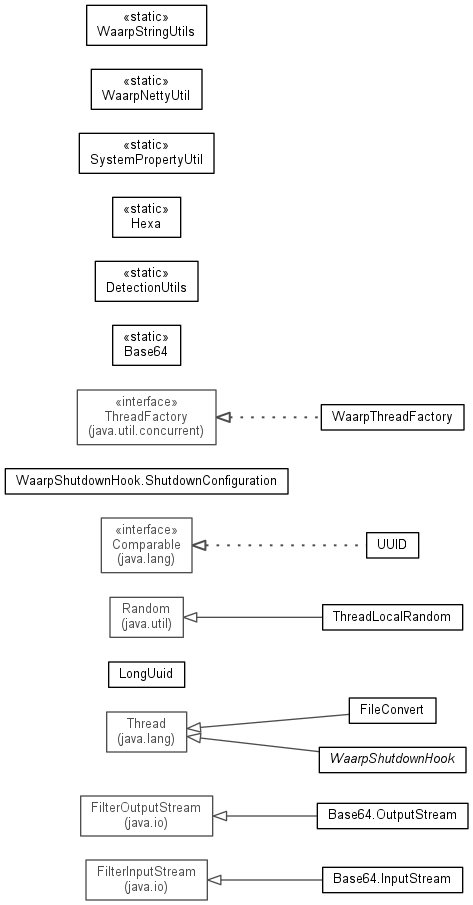 «static»
WaarpStringUtils
«static»
WaarpNettyUtil
«static»
SystemPropertyUtil
«static»
Hexa
«static»
DetectionUtils
«static»
Base64
«interface»
ThreadFactory
(java.util.concurrent)
WaarpThreadFactory
WaarpShutdownHook.ShutdownConfiguration
«interface»
Comparable
(java.lang)
UUID
Random
(java.util)
ThreadLocalRandom
LongUuid
Thread
(java.lang)
FileConvert
WaarpShutdownHook
FilterOutputStream
(java.io)
Base64.OutputStream
FilterInputStream
(java.io)
Base64.InputStream